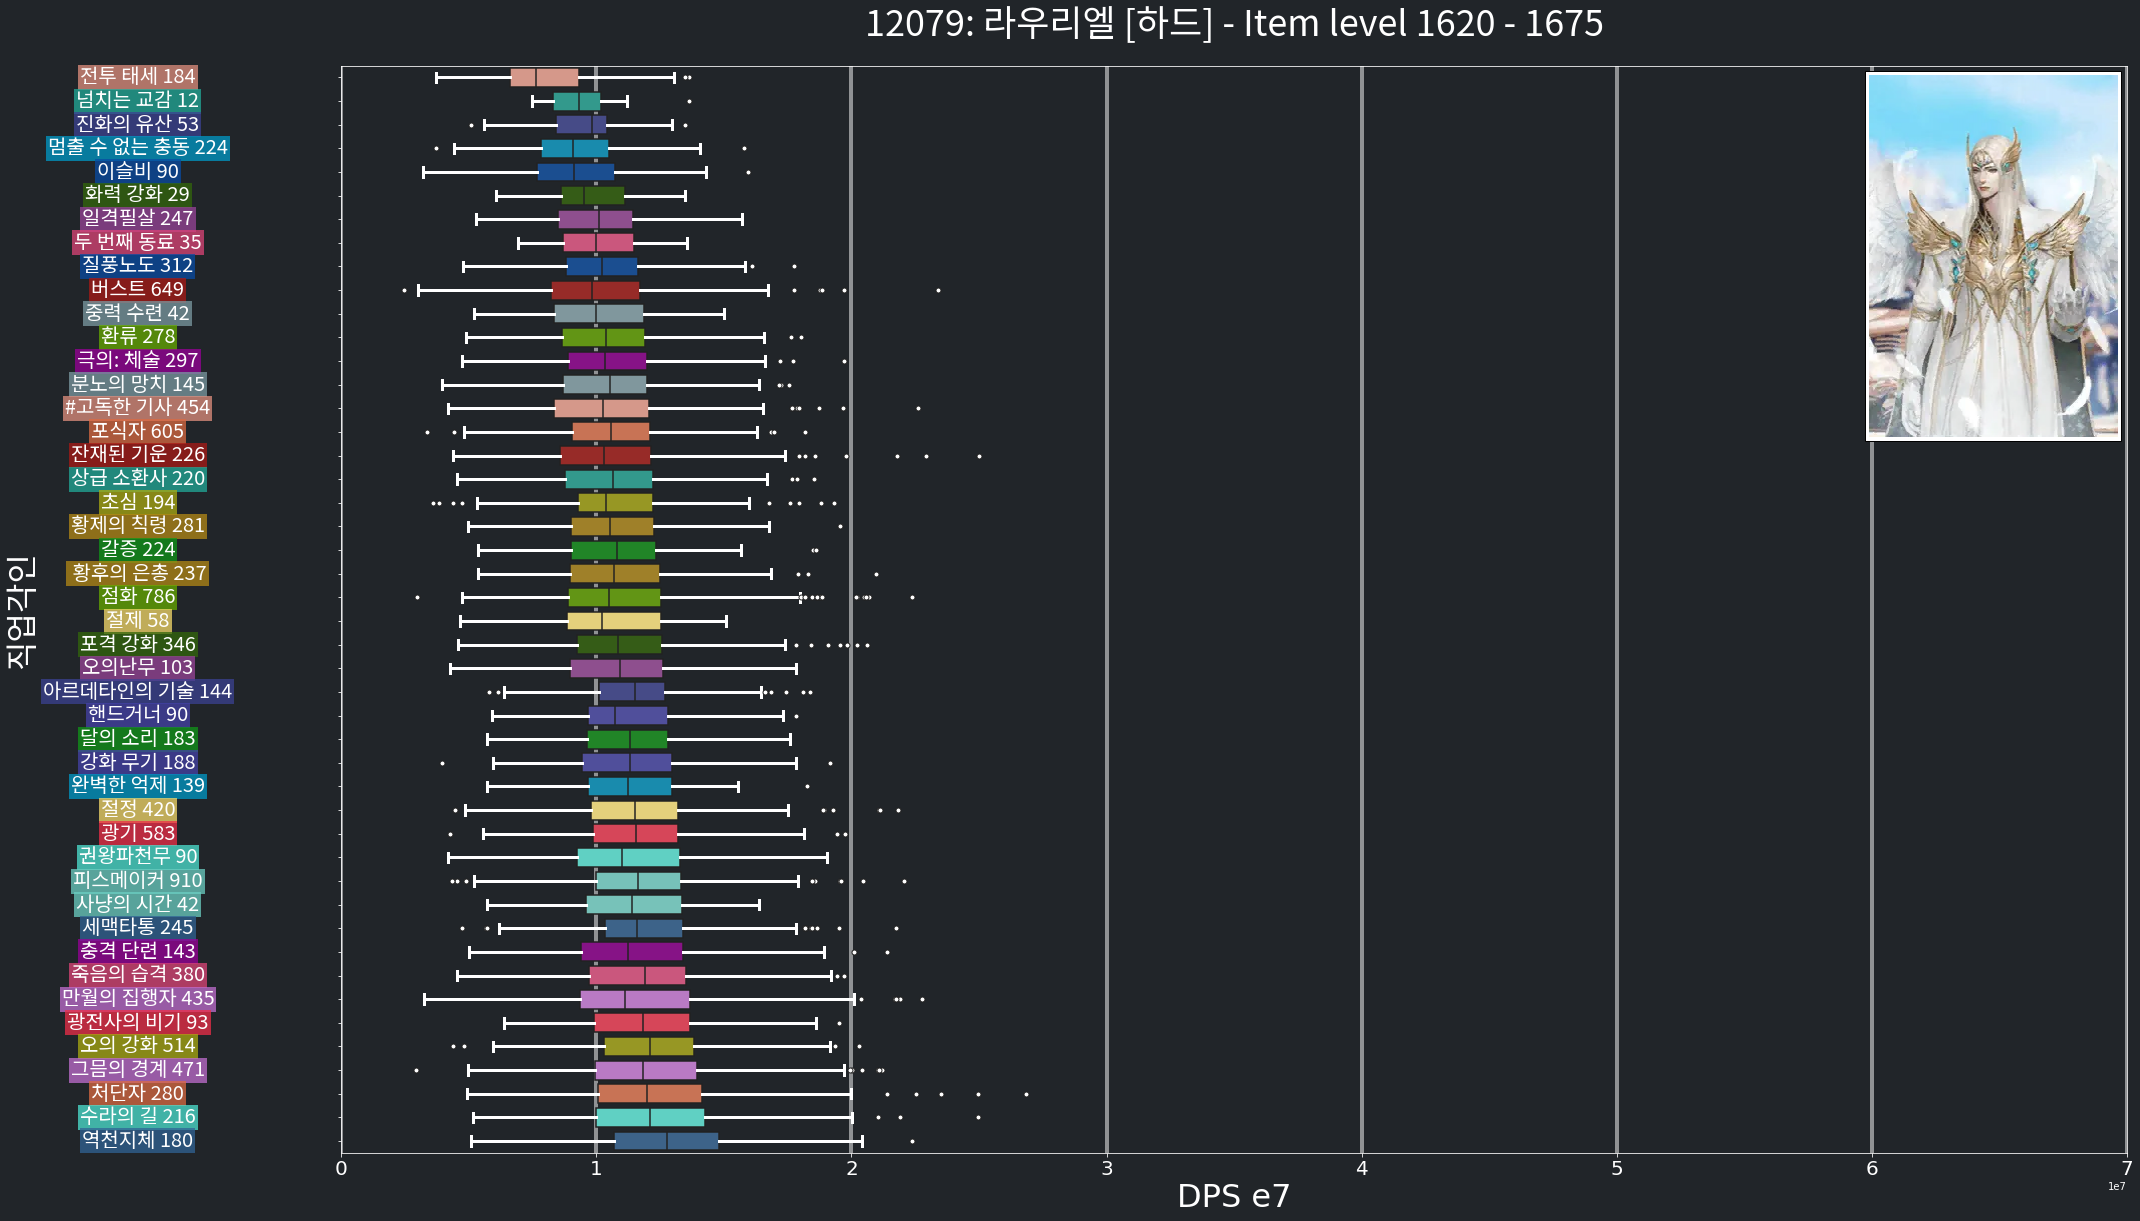 12079: 라우리엘 [하드] - Item level 1620 - 1675
직업각인
전투 태세 184
넘치는 교감 12
진화의 유산 53
멈출 수 없는 충동 224
이슬비 90
화력 강화 29
일격필살 247
두 번째 동료 35
질풍노도 312
버스트 649
중력 수련 42
환류 278
극의: 체술 297
분노의 망치 145
#고독한 기사 454
포식자 605
잔재된 기운 226
상급 소환사 220
초심 194
황제의 칙령 281
갈증 224
황후의 은총 237
점화 786
절제 58
포격 강화 346
오의난무 103
아르데타인의 기술 144
핸드거너 90
달의 소리 183
강화 무기 188
완벽한 억제 139
절정 420
광기 583
권왕파천무 90
피스메이커 910
사냥의 시간 42
세맥타통 245
충격 단련 143
죽음의 습격 380
만월의 집행자 435
광전사의 비기 93
오의 강화 514
그믐의 경계 471
처단자 280
수라의 길 216
역천지체 180
0 1 2 3 4 5 6 7
1e7
DPS e7